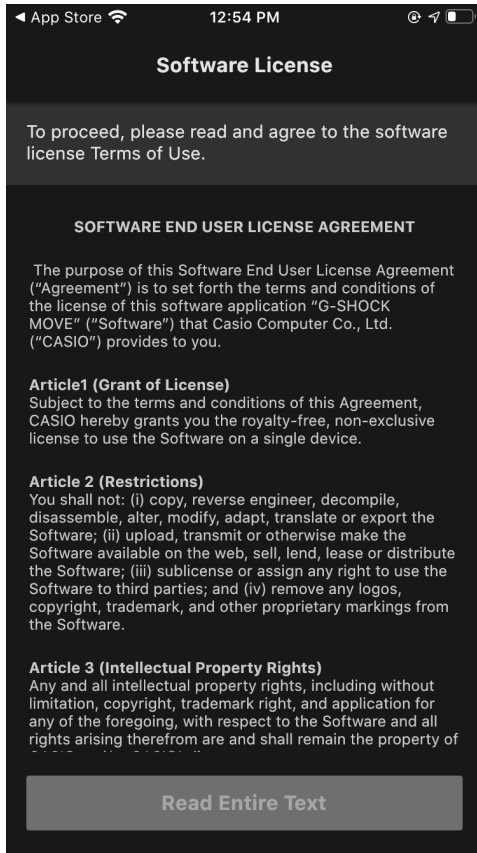 ◀ App Store
12:54 PM
Software License
To proceed, please read and agree to the software
license Terms of Use.
SOFTWARE END USER LICENSE AGREEMENT
The purpose of this Software End User License Agreement
(“Agreement”) is to set forth the terms and conditions of
the license of this software application “G-SHOCK
MOVE” (“Software”) that Casio Computer Co., Ltd.
(“CASIO”) provides to you.
Article1 (Grant of License)
Subject to the terms and conditions of this Agreement,
CASIO hereby grants you the royalty-free, non-exclusive
license to use the Software on a single device.
Article 2 (Restrictions)
You shall not: (i) copy, reverse engineer, decompile,
disassemble, alter, modify, adapt, translate or export the
Software; (ii) upload, transmit or otherwise make the
Software available on the web, sell, lend, lease or distribute
the Software; (iii) sublicense or assign any right to use the
Software to third parties; and (iv) remove any logos,
copyright, trademark, and other proprietary markings from
the Software.
Article 3 (Intellectual Property Rights)
Any and all intellectual property rights, including without
limitation, copyright, trademark right, and application for
any of the foregoing, with respect to the Software and all
rights arising therefrom are and shall remain the property of
Read Entire Text